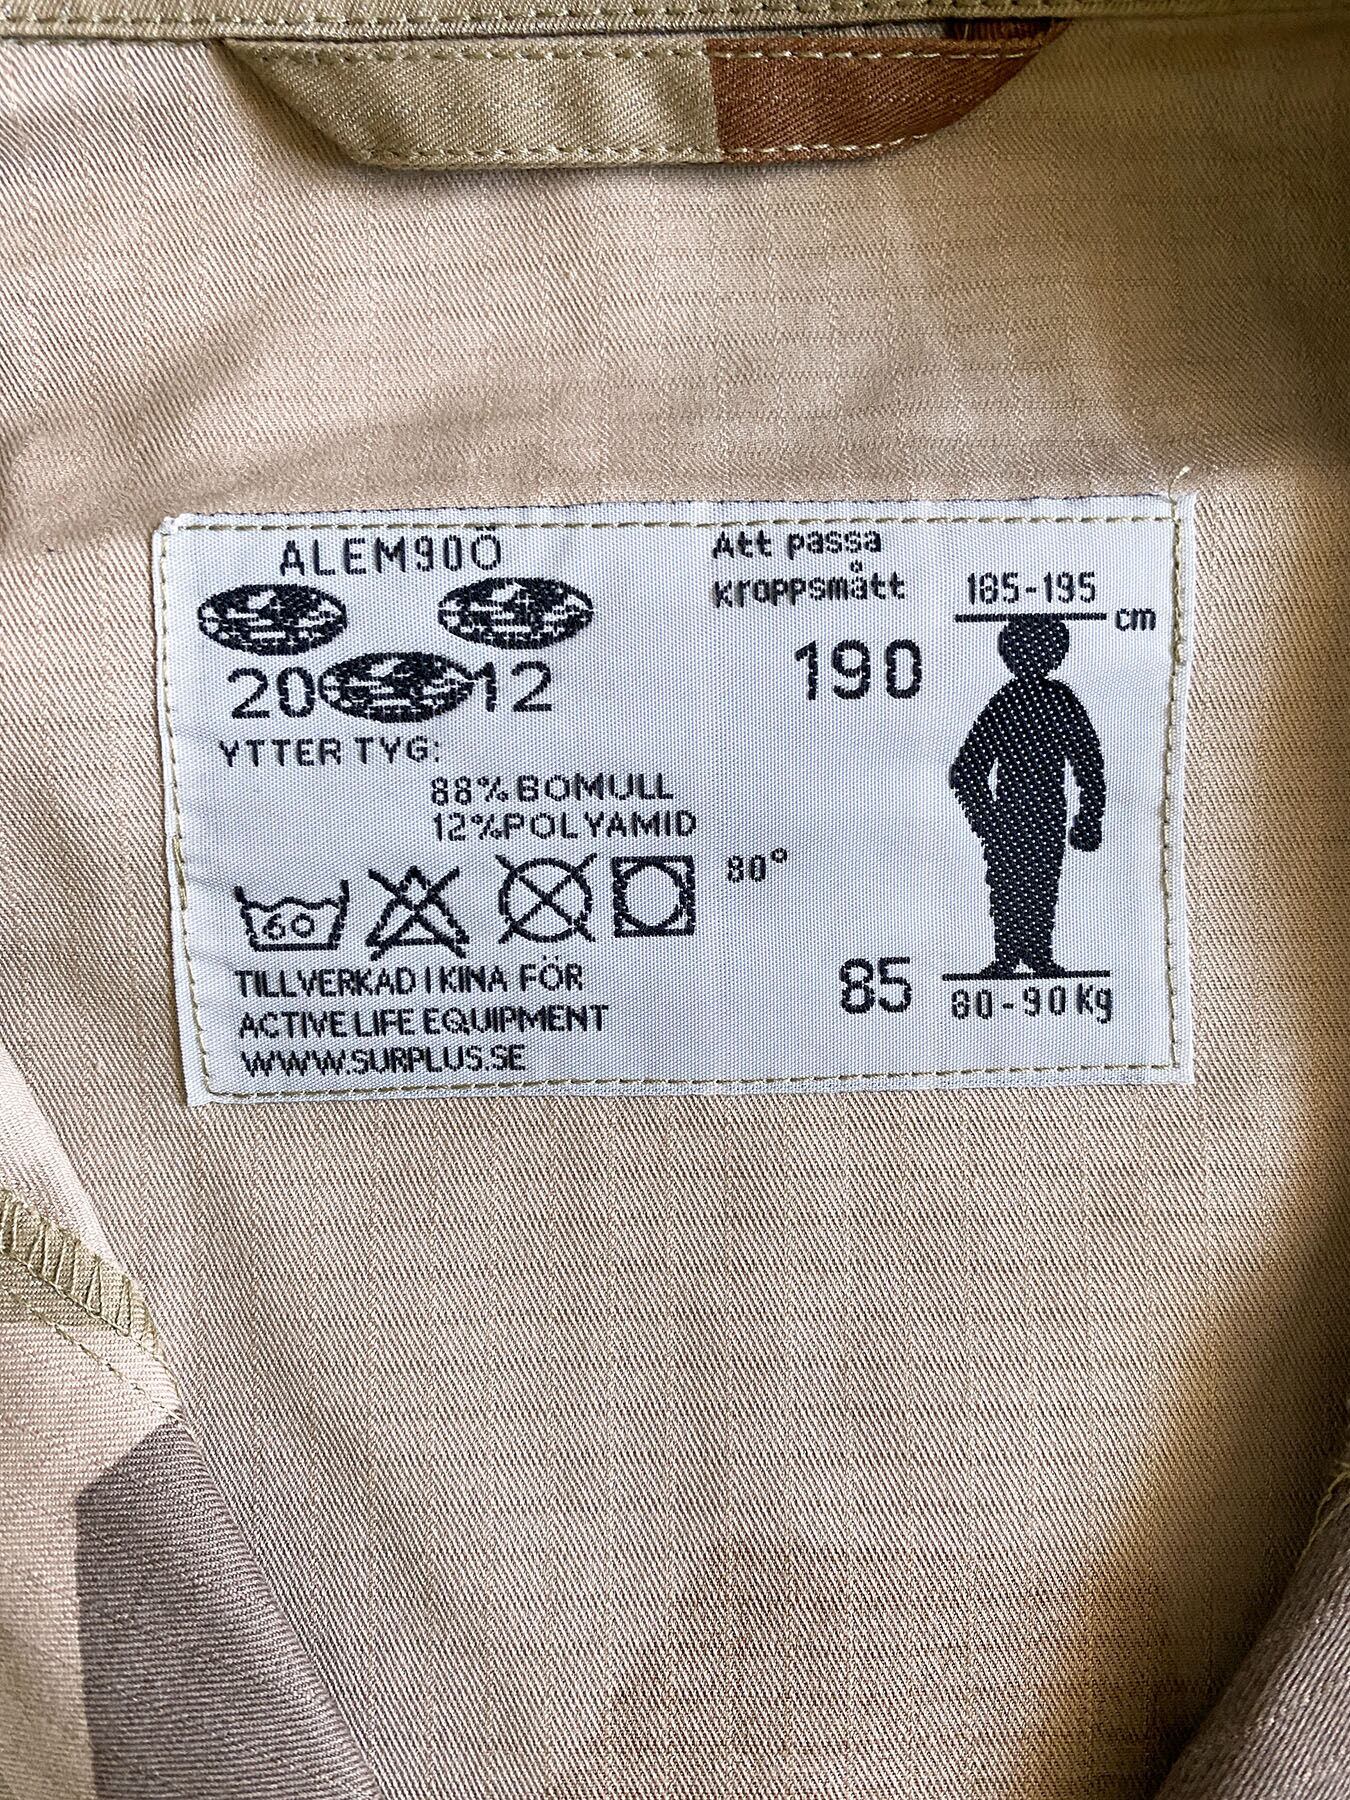 ALEM90Ö
20 12
YTTER TYG:
88% BOMULL
12% POLYAMID
60
80°
TILLVERKAD I KINA FÖR
ACTIVE LIFE EQUIPMENT
WWW.SURPLUS.SE
Att passa
kroppsmått
185-195
cm
190
85
80-90 Kg